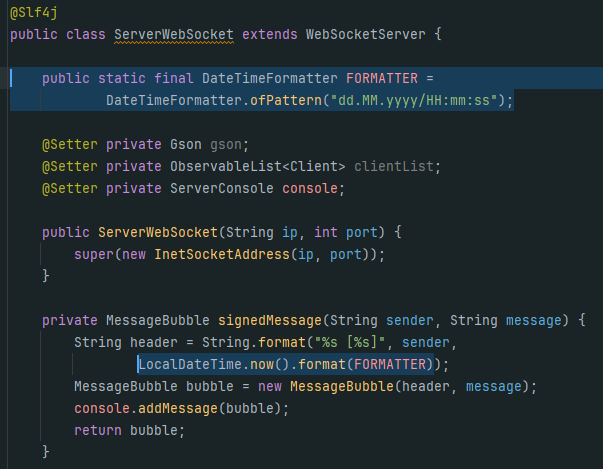 @Slf4j
public class ServerWebSocket extends WebSocketServer {
public static final DateTimeFormatter FORMATTER =
DateTimeFormatter.ofPattern("dd.MM.yyyy/HH:mm:ss");
@Setter private Gson gson;
@Setter private ObservableList<Client> clientList;
@Setter private ServerConsole console;
public ServerWebSocket(String ip, int port) {
super(new InetSocketAddress(ip, port));
}
private MessageBubble signedMessage(String sender, String message) {
String header = String.format("%s [%s]", sender,
LocalDateTime.now().format(FORMATTER));
MessageBubble bubble = new MessageBubble(header, message);
console.addMessage(bubble);
return bubble;
}